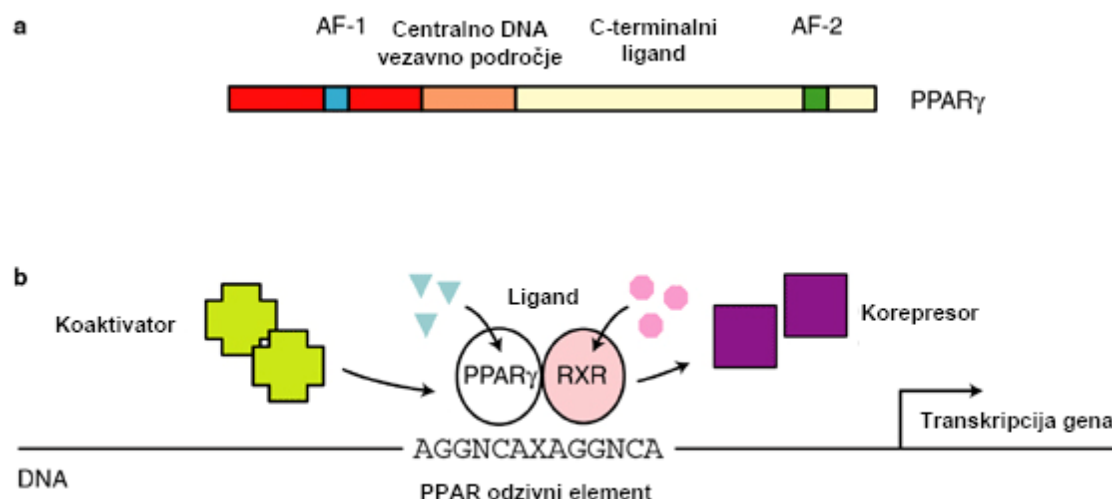 a
AF-1
Centralno DNA
vezavno področje
C-terminalni
ligand
AF-2
PPARγ
b
Koaktivator
Ligand
Korepresor
PPARγ
RXR
Transkripcija gena
AGGNCAXAGGNCA
DNA
PPAR odzivni element